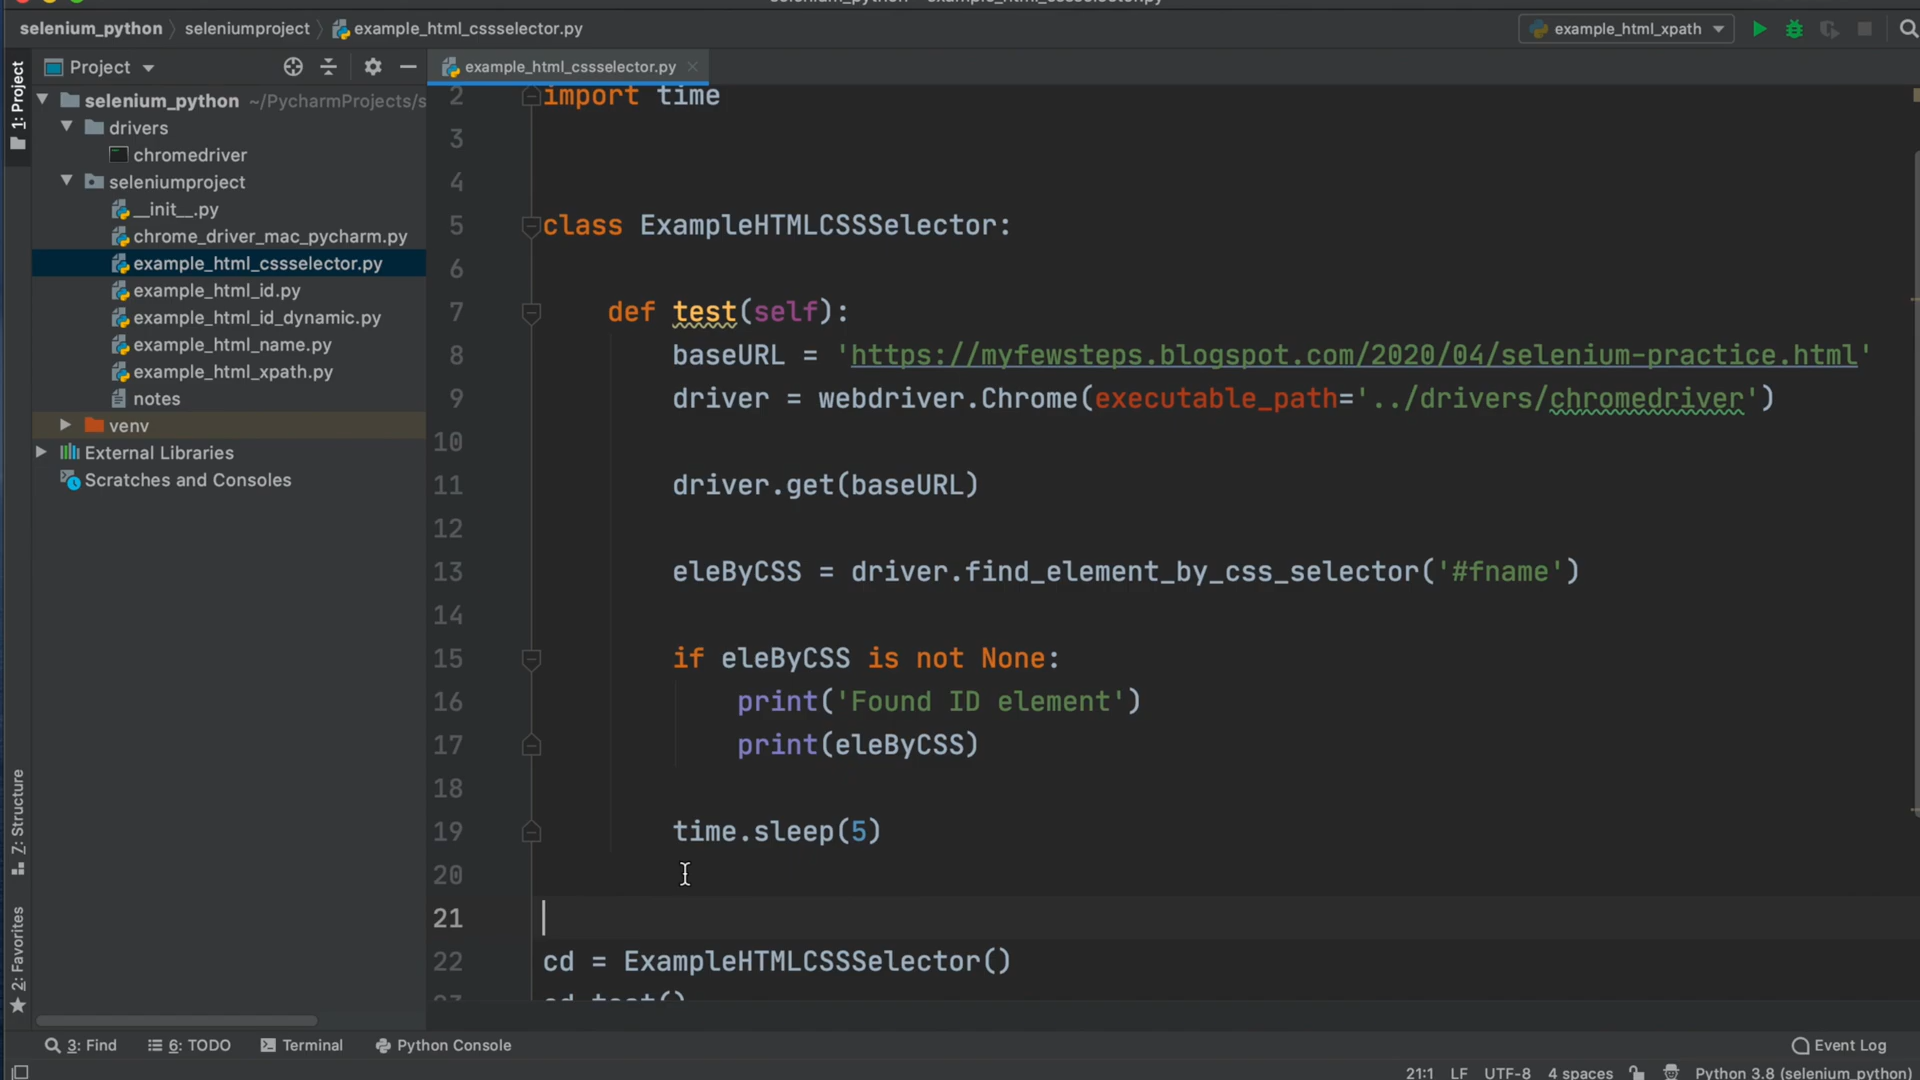 selenium_python – example_html_cssselector.py
selenium_python
seleniumproject
example_html_cssselector.py
example_html_xpath
1: Project
Project
example_html_cssselector.py
selenium_python ~/PycharmProjects/s
drivers
chromedriver
seleniumproject
__init__.py
chrome_driver_mac_pycharm.py
example_html_cssselector.py
example_html_id.py
example_html_id_dynamic.py
example_html_name.py
example_html_xpath.py
notes
venv
External Libraries
Scratches and Consoles
Z: Structure
2: Favorites
2 import time
3
4
5 class ExampleHTMLCSSSelector:
6
7 def test(self):
8 baseURL = 'https://myfewsteps.blogspot.com/2020/04/selenium-practice.html'
9 driver = webdriver.Chrome(executable_path='../drivers/chromedriver')
10
11 driver.get(baseURL)
12
13 eleByCSS = driver.find_element_by_css_selector('#fname')
14
15 if eleByCSS is not None:
16 print('Found ID element')
17 print(eleByCSS)
18
19 time.sleep(5)
20
21
22 cd = ExampleHTMLCSSSelector()
23 cd.test()
3: Find
6: TODO
Terminal
Python Console
Event Log
21:1 LF UTF-8 4 spaces Python 3.8 (selenium_python)